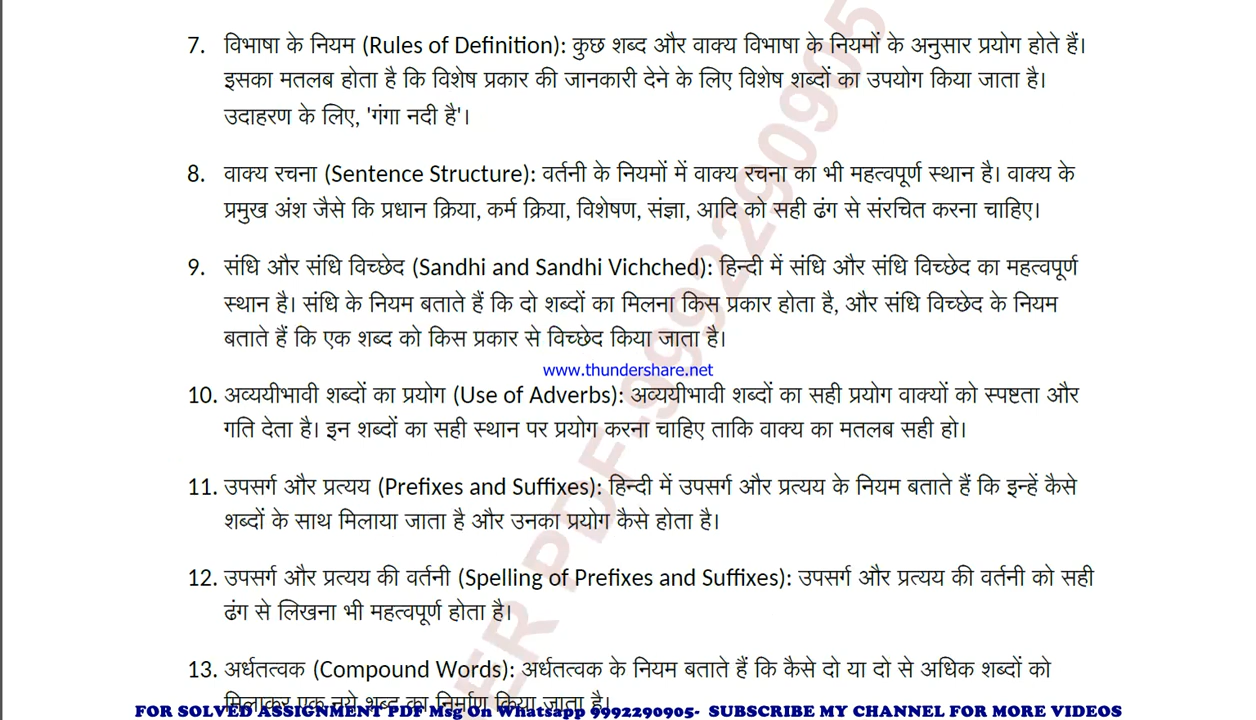 7. विभाषा के नियम (Rules of Definition): कुछ शब्द और वाक्य विभाषा के नियमों के अनुसार प्रयोग होते हैं।
इसका मतलब होता है कि विशेष प्रकार की जानकारी देने के लिए विशेष शब्दों का उपयोग किया जाता है।
उदाहरण के लिए, 'गंगा नदी है'।
8. वाक्य रचना (Sentence Structure): वर्तनी के नियमों में वाक्य रचना का भी महत्वपूर्ण स्थान है। वाक्य के
प्रमुख अंश जैसे कि प्रधान क्रिया, कर्म क्रिया, विशेषण, संज्ञा, आदि को सही ढंग से संरचित करना चाहिए।
9. संधि और संधि विच्छेद (Sandhi and Sandhi Vichched): हिन्दी में संधि और संधि विच्छेद का महत्वपूर्ण
स्थान है। संधि के नियम बताते हैं कि दो शब्दों का मिलना किस प्रकार होता है, और संधि विच्छेद के नियम
बताते हैं कि एक शब्द को किस प्रकार से विच्छेद किया जाता है।
www.thundershare.net
10. अव्ययीभावी शब्दों का प्रयोग (Use of Adverbs): अव्ययीभावी शब्दों का सही प्रयोग वाक्यों को स्पष्टता और
गति देता है। इन शब्दों का सही स्थान पर प्रयोग करना चाहिए ताकि वाक्य का मतलब सही हो।
11. उपसर्ग और प्रत्यय (Prefixes and Suffixes): हिन्दी में उपसर्ग और प्रत्यय के नियम बताते हैं कि इन्हें कैसे
शब्दों के साथ मिलाया जाता है और उनका प्रयोग कैसे होता है।
12. उपसर्ग और प्रत्यय की वर्तनी (Spelling of Prefixes and Suffixes): उपसर्ग और प्रत्यय की वर्तनी को सही
ढंग से लिखना भी महत्वपूर्ण होता है।
13. अर्धतत्वक (Compound Words): अर्धतत्वक के नियम बताते हैं कि कैसे दो या दो से अधिक शब्दों को
मिलाकर एक नये शब्द का निर्माण किया जाता है।
FOR SOLVED ASSIGNMENT PDF Msg On Whatsapp 9992290905- SUBSCRIBE MY CHANNEL FOR MORE VIDEOS
ER PDF-9992290905